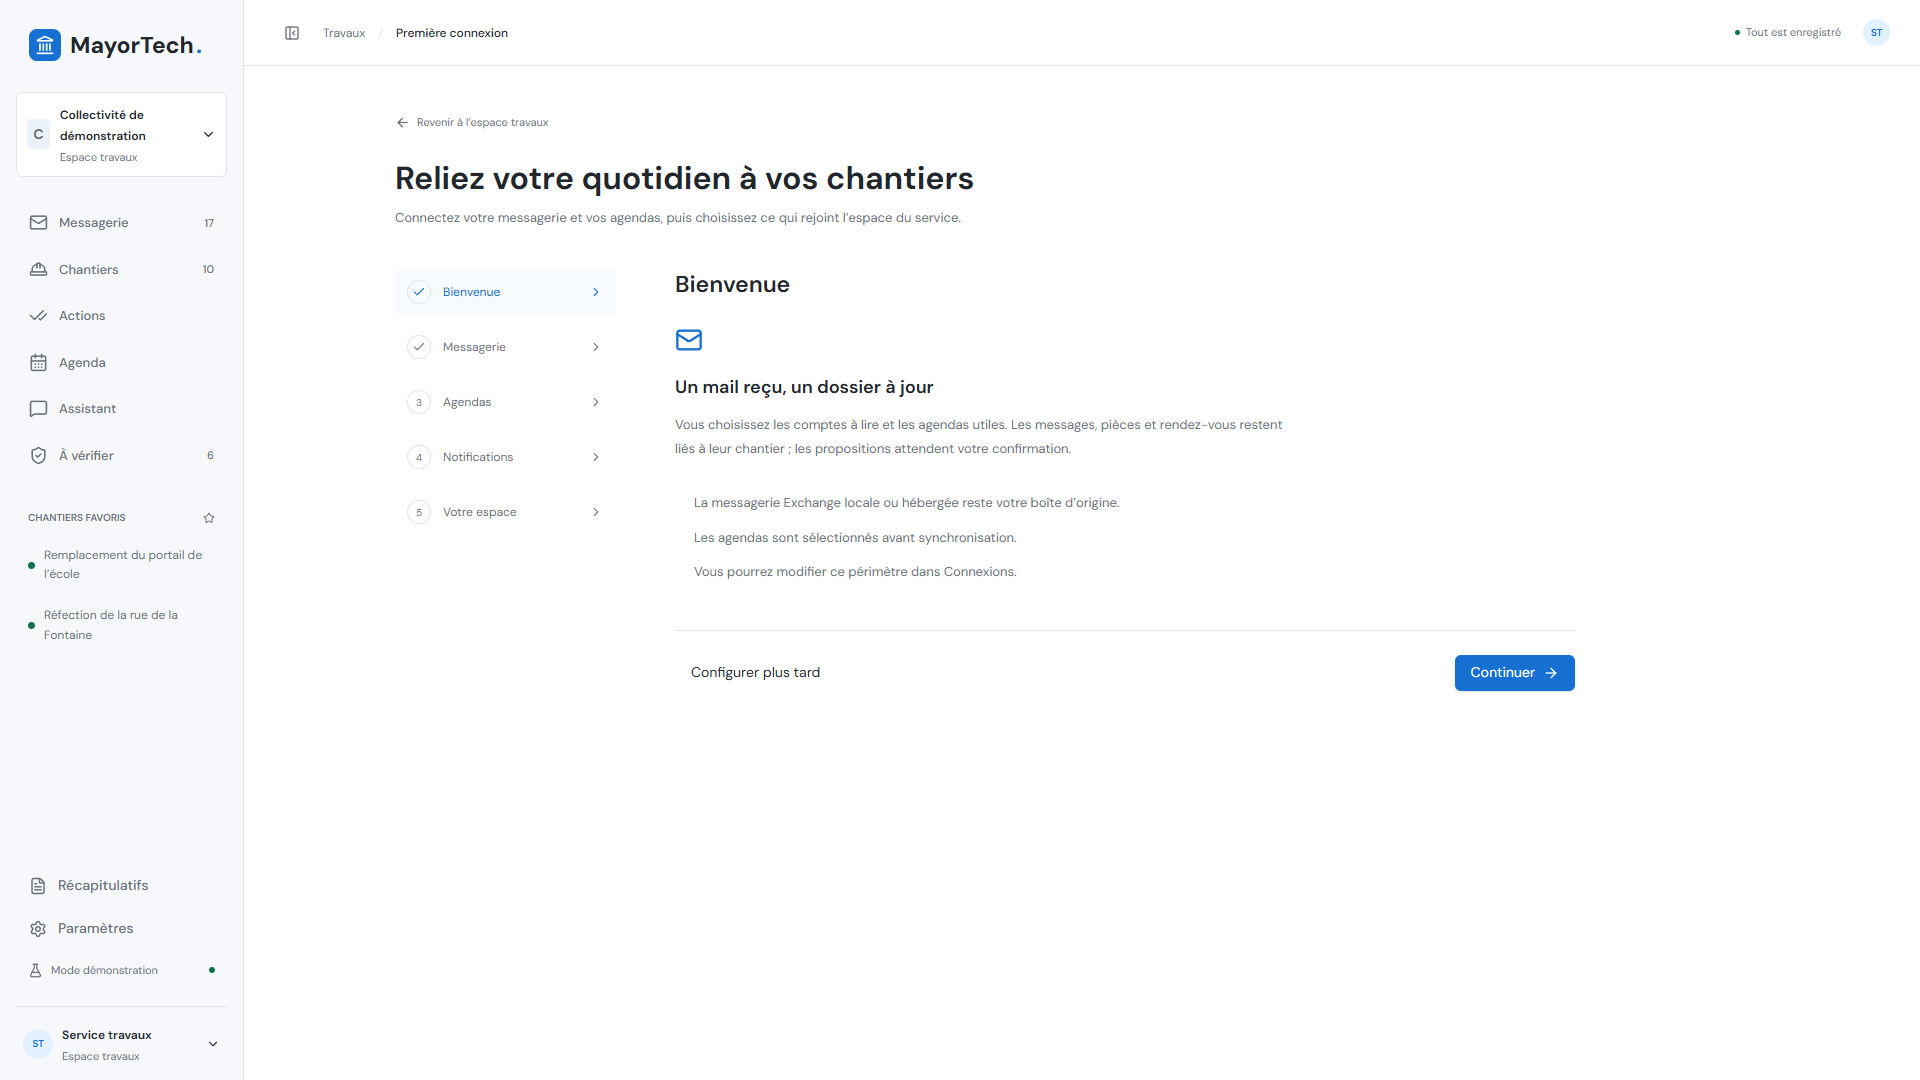 MayorTech.
C
Collectivité de
démonstration
Espace travaux
Messagerie 17
Chantiers 10
Actions
Agenda
Assistant
À vérifier 6
CHANTIERS FAVORIS
Remplacement du portail de
l'école
Réfection de la rue de la
Fontaine
Récapitulatifs
Paramètres
Mode démonstration
ST
Service travaux
Espace travaux
Travaux / Première connexion
Tout est enregistré
ST
Revenir à l'espace travaux
Reliez votre quotidien à vos chantiers
Connectez votre messagerie et vos agendas, puis choisissez ce qui rejoint l'espace du service.
Bienvenue
Messagerie
3 Agendas
4 Notifications
5 Votre espace
Bienvenue
Un mail reçu, un dossier à jour
Vous choisissez les comptes à lire et les agendas utiles. Les messages, pièces et rendez-vous restent
liés à leur chantier ; les propositions attendent votre confirmation.
La messagerie Exchange locale ou hébergée reste votre boîte d'origine.
Les agendas sont sélectionnés avant synchronisation.
Vous pourrez modifier ce périmètre dans Connexions.
Configurer plus tard
Continuer